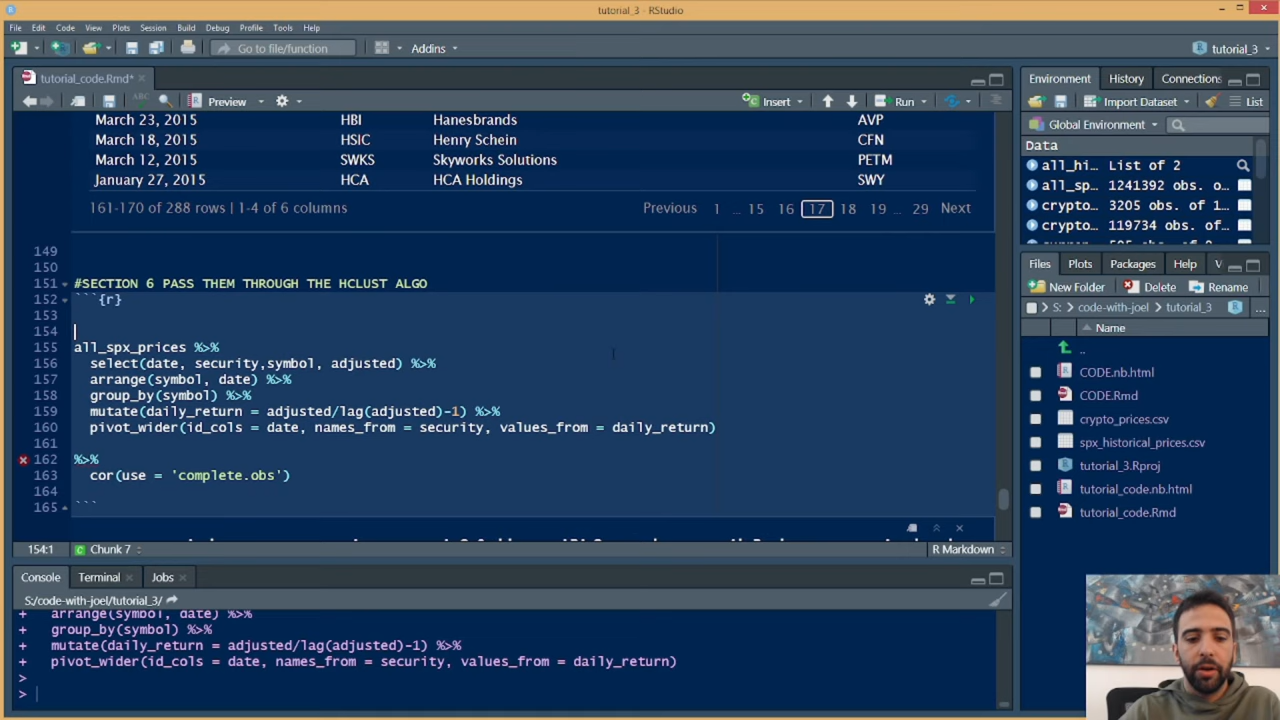 tutorial_3 - RStudio
File Edit Code View Plots Session Build Debug Profile Tools Help
Go to file/function Addins tutorial_3
tutorial_code.Rmd*
Preview Insert Run
March 23, 2015 HBI Hanesbrands AVP
March 18, 2015 HSIC Henry Schein CFN
March 12, 2015 SWKS Skyworks Solutions PETM
January 27, 2015 HCA HCA Holdings SWY
161-170 of 288 rows | 1-4 of 6 columns Previous 1 ... 15 16 17 18 19 ... 29 Next
149
150
151 #SECTION 6 PASS THEM THROUGH THE HCLUST ALGO
152 ```{r}
153
154
155 all_spx_prices %>%
156 select(date, security,symbol, adjusted) %>%
157 arrange(symbol, date) %>%
158 group_by(symbol) %>%
159 mutate(daily_return = adjusted/lag(adjusted)-1) %>%
160 pivot_wider(id_cols = date, names_from = security, values_from = daily_return)
161
162 %>%
163 cor(use = 'complete.obs')
164
165 ```
154:1 Chunk 7 R Markdown
Console Terminal Jobs
S:/code-with-joel/tutorial_3/
+ arrange(symbol, date) %>%
+ group_by(symbol) %>%
+ mutate(daily_return = adjusted/lag(adjusted)-1) %>%
+ pivot_wider(id_cols = date, names_from = security, values_from = daily_return)
>
>
Environment History Connections
Import Dataset List
Global Environment
Data
all_hi... List of 2
all_sp... 1241392 obs. o...
crypto... 3205 obs. of 1...
crypto... 119734 obs. of...
Files Plots Packages Help V
New Folder Delete Rename
S: code-with-joel tutorial_3 ...
Name
..
CODE.nb.html
CODE.Rmd
crypto_prices.csv
spx_historical_prices.csv
tutorial_3.Rproj
tutorial_code.nb.html
tutorial_code.Rmd